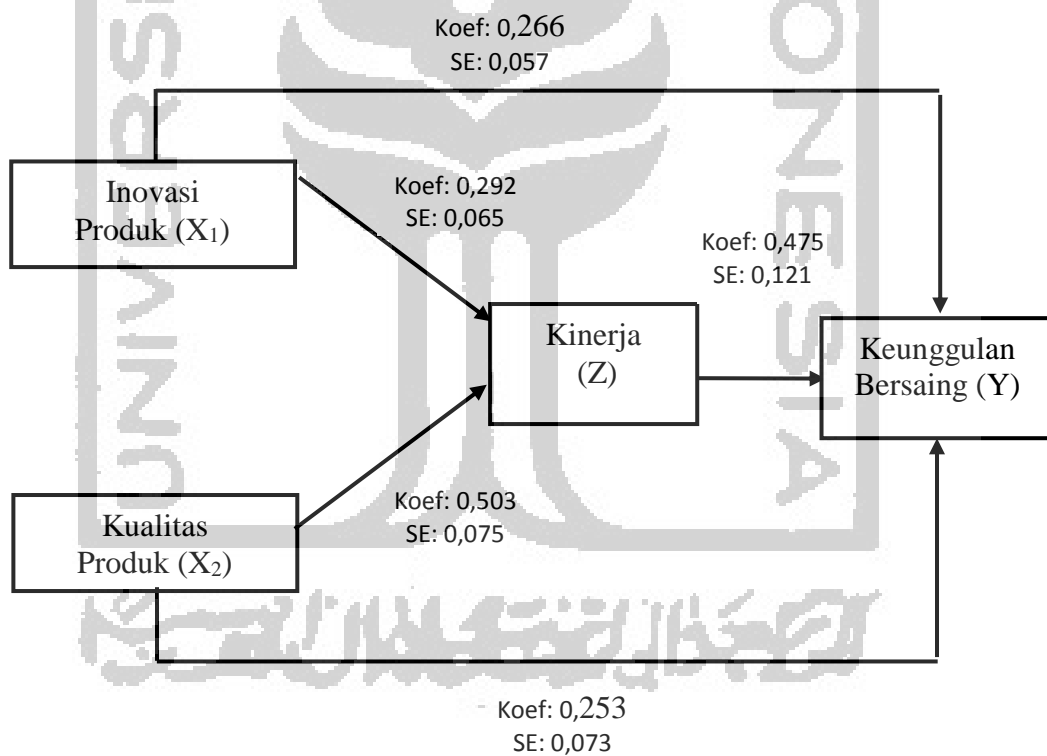 Koef: 0,266
SE: 0,057
Inovasi
Produk (X₁)
Koef: 0,292
SE: 0,065
Koef: 0,475
SE: 0,121
Kinerja
(Z)
Keunggulan
Bersaing (Y)
Koef: 0,503
SE: 0,075
Kualitas
Produk (X₂)
Koef: 0,253
SE: 0,073
UNIVERSI
ONESIA